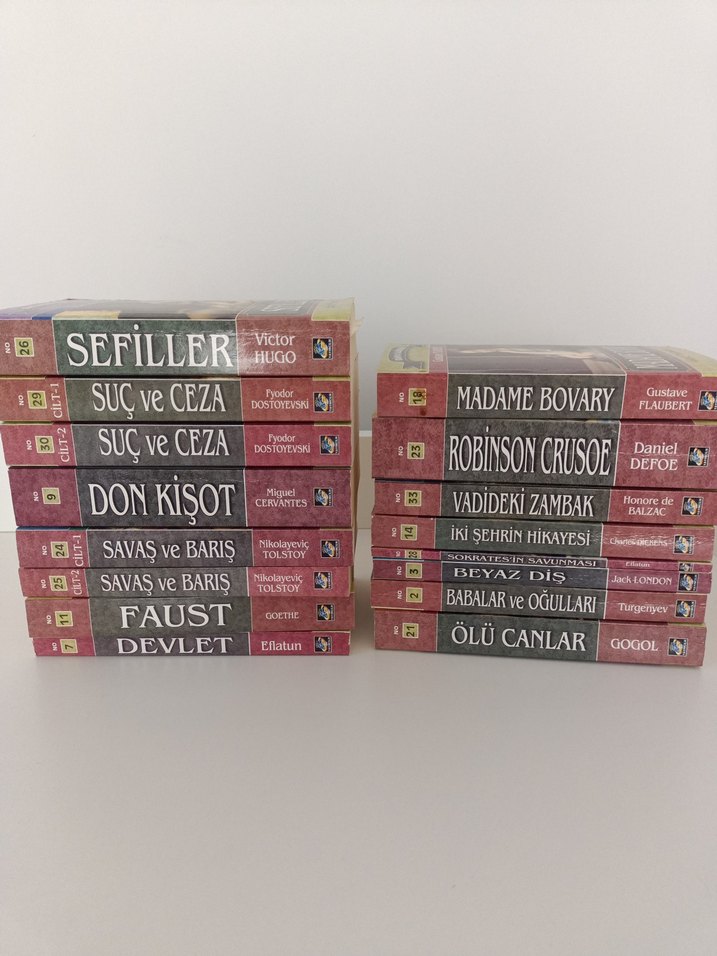 NO 26 SEFİLLER Victor HUGO
NO 29 CİLT-1 SUÇ ve CEZA Fyodor DOSTOYEVSKİ
NO 30 CİLT-2 SUÇ ve CEZA Fyodor DOSTOYEVSKİ
NO 9 DON KİŞOT Miguel CERVANTES
NO 24 CİLT-1 SAVAŞ ve BARIŞ Nikolayeviç TOLSTOY
NO 25 CİLT-2 SAVAŞ ve BARIŞ Nikolayeviç TOLSTOY
NO 11 FAUST GOETHE
NO 7 DEVLET Eflatun
NO 18 MADAME BOVARY Gustave FLAUBERT
NO 23 ROBİNSON CRUSOE Daniel DEFOE
NO 33 VADİDEKİ ZAMBAK Honore de BALZAC
NO 14 İKİ ŞEHRİN HİKAYESİ Charles DICKENS
NO 28 SOKRATES'İN SAVUNMASI Eflatun
NO 3 BEYAZ DİŞ Jack LONDON
NO 2 BABALAR ve OĞULLARI Turgenyev
NO 21 ÖLÜ CANLAR GOGOL